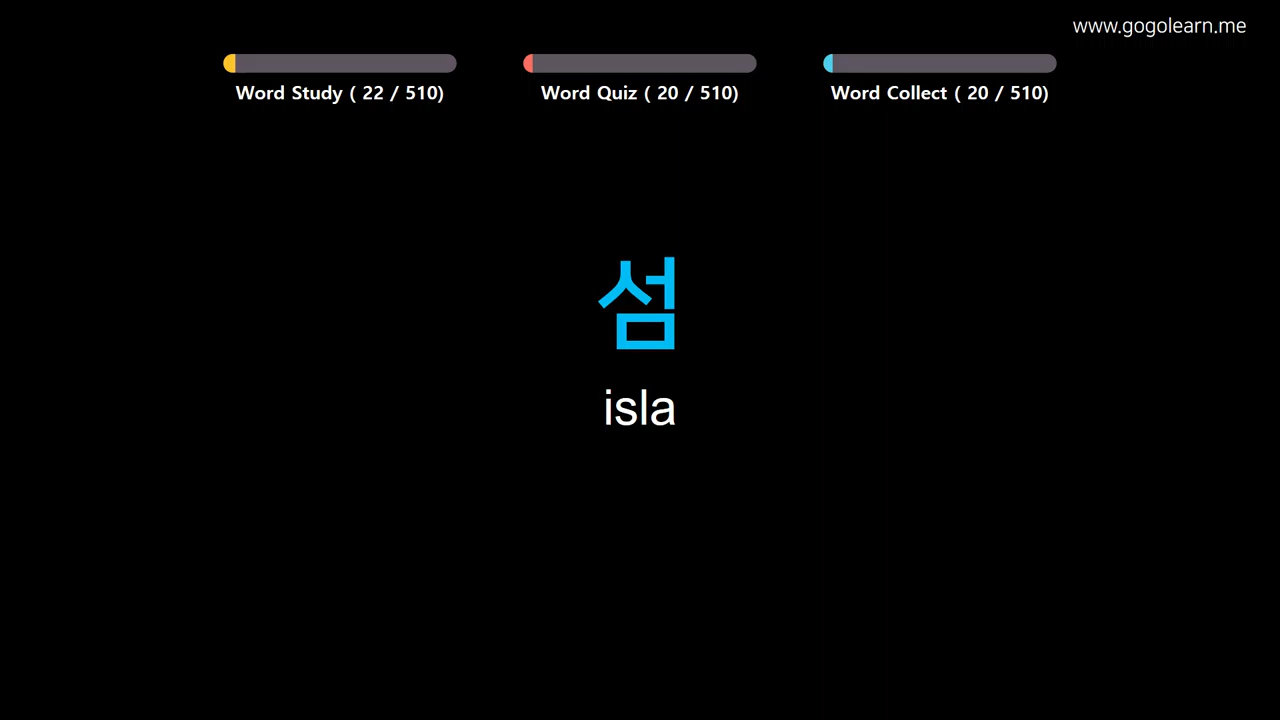 www.gogolearn.me
Word Study ( 22 / 510)
Word Quiz ( 20 / 510)
Word Collect ( 20 / 510)
섬
isla